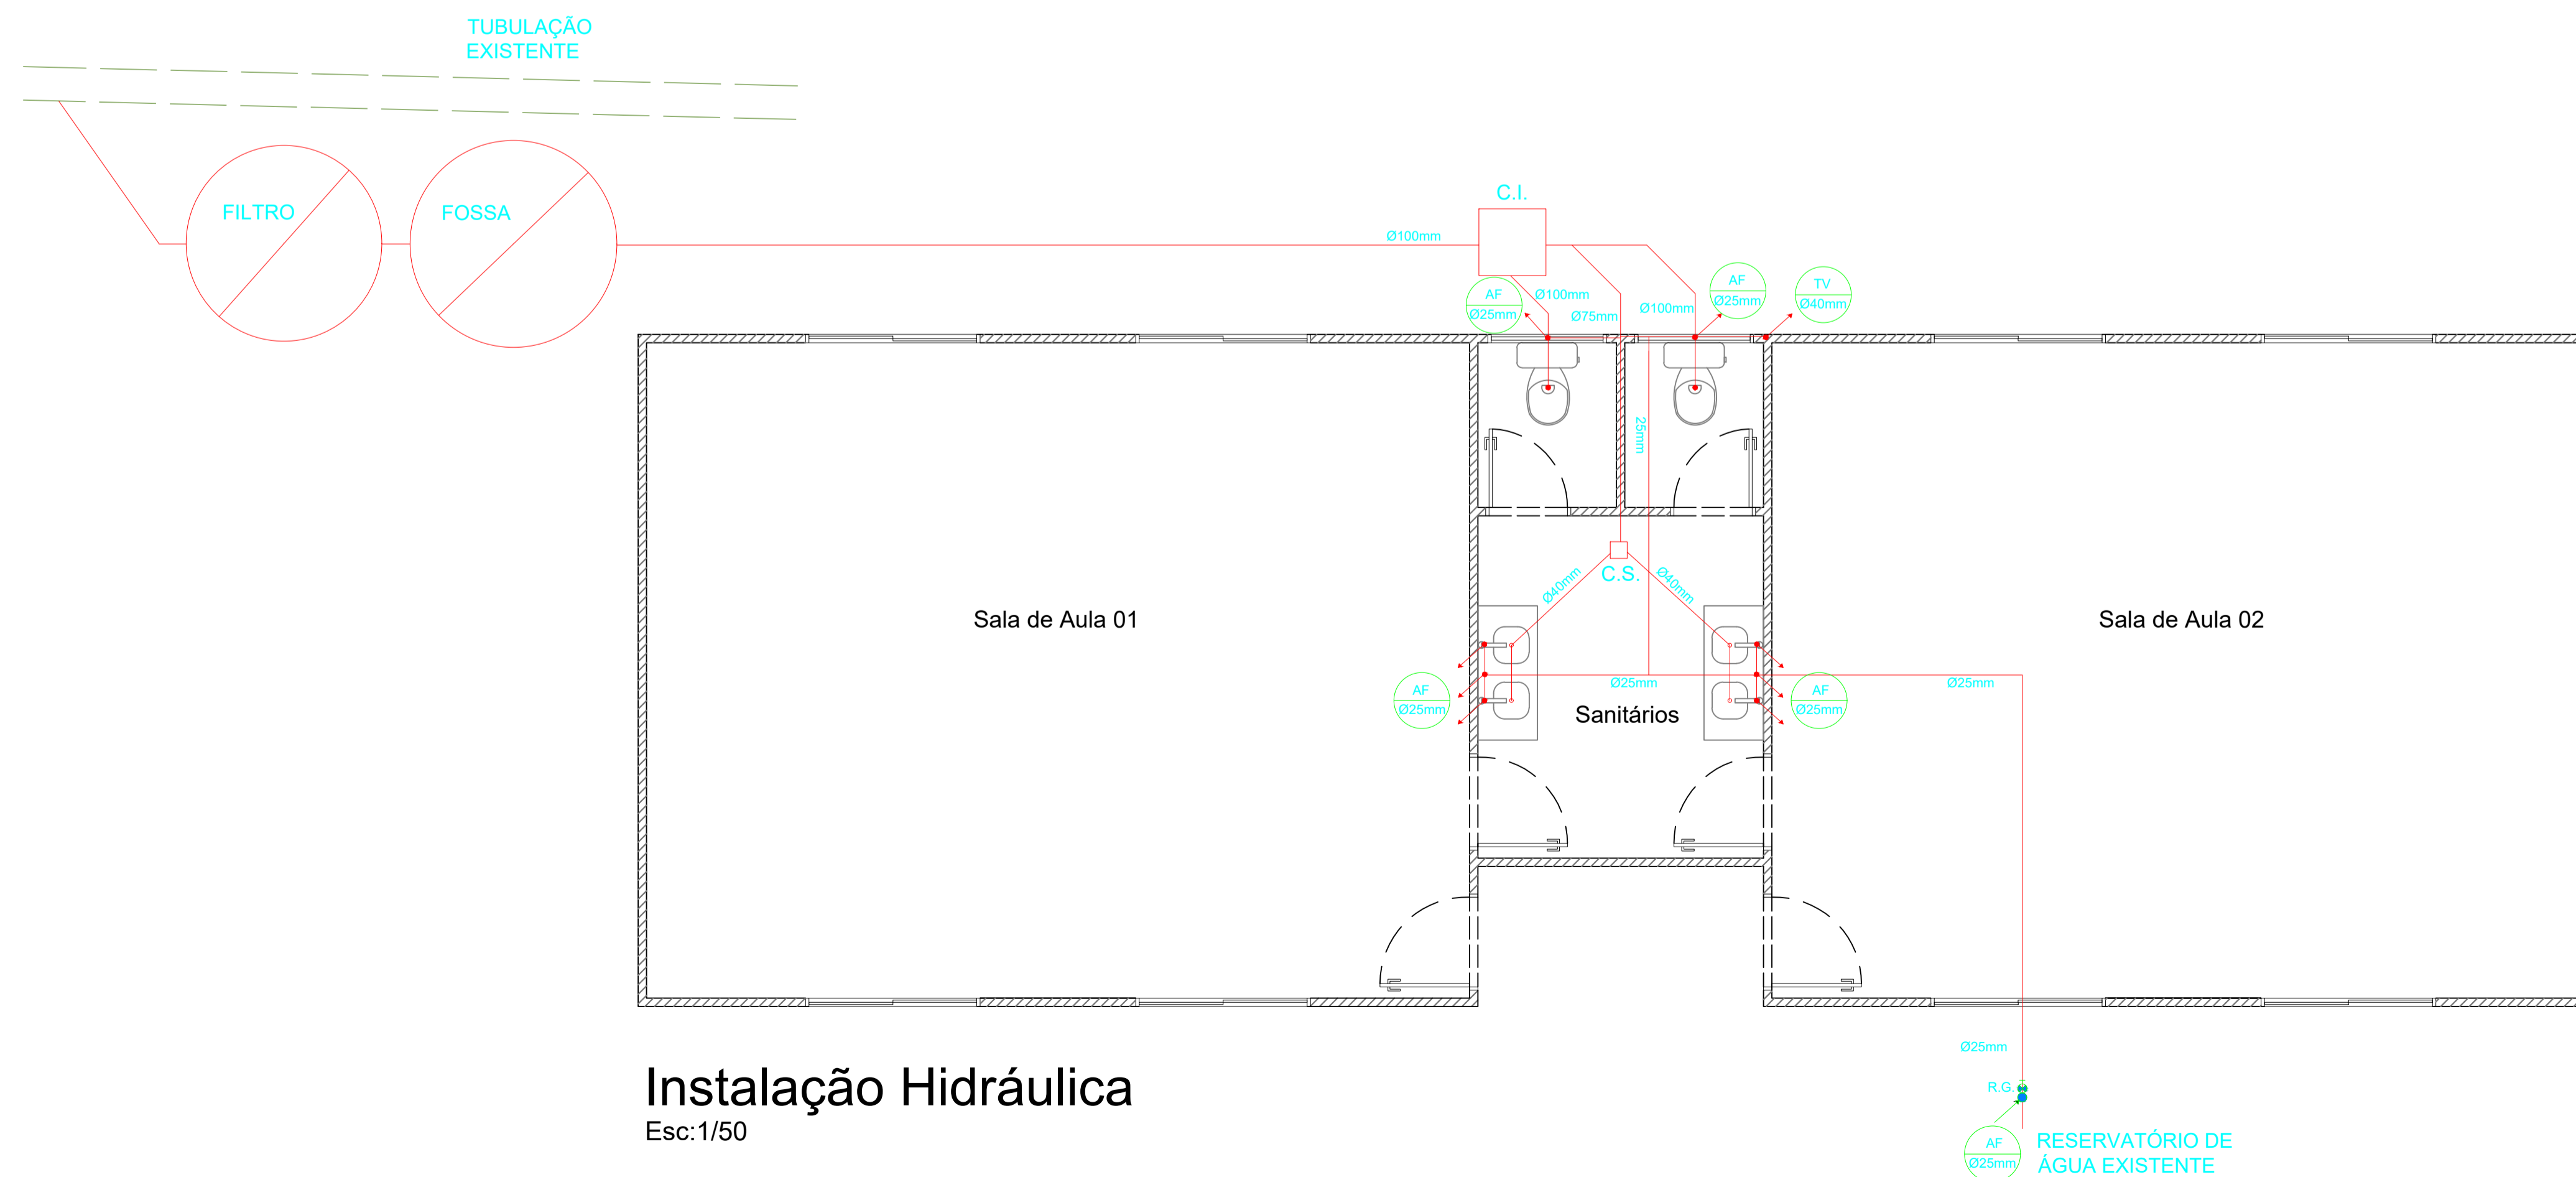 TUBULAÇÃO
EXISTENTE
C.I.
FILTRO
FOSSA
Ø100mm
AF
Ø25mm
Ø100mm
Ø75mm
Ø100mm
AF
Ø25mm
TV
Ø40mm
25mm
Ø40mm
C.S.
Ø40mm
Sala de Aula 01
Sala de Aula 02
AF
Ø25mm
Ø25mm
AF
Ø25mm
Ø25mm
Sanitários
Ø25mm
R.G.
Instalação Hidráulica
Esc:1/50
AF
Ø25mm
RESERVATÓRIO DE
ÁGUA EXISTENTE